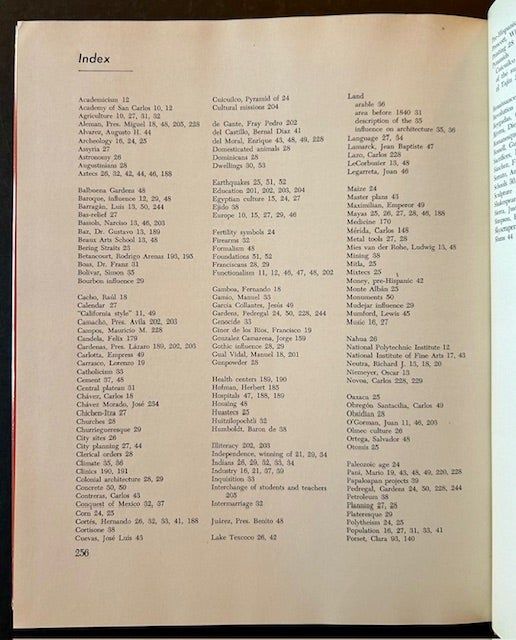 Index
Academicism 12
Academy of San Carlos 10, 12
Agriculture 10, 27, 31, 32
Aleman, Pres. Miguel 18, 48, 205, 228
Alvarez, Augusto H. 44
Archeology 16, 24, 25
Assyria 27
Astronomy 26
Augustinians 28
Aztecs 26, 32, 42, 44, 46, 188
Balbuena Gardens 48
Baroque, influence 12, 29, 48
Barragán, Luis 13, 50, 244
Bas-relief 27
Bassols, Narciso 13, 46, 203
Baz, Dr. Gustavo 13, 189
Beaux Arts School 13, 48
Bering Straits 23
Betancourt, Rodrigo Arenas 193, 195
Boas, Dr. Franz 31
Bolívar, Simon 35
Bourbon influence 29
Cacho, Raúl 18
Calendar 27
"California style" 11, 49
Camacho, Pres. Avila 202, 203
Campos, Mauricio M. 228
Candela, Felix 179
Cardenas, Pres. Lázaro 189, 202, 203
Carlotta, Empress 49
Carrasco, Lorenzo 19
Catholicism 33
Cement 37, 48
Central plateau 31
Chávez, Carlos 18
Chávez Morado, José 234
Chichen-Itza 27
Churches 28
Churrigueresque 29
City sites 26
City planning 27, 44
Clerical orders 28
Climate 35, 36
Clinics 190, 191
Colonial architecture 28, 29
Concrete 50, 50
Contreras, Carlos 43
Conquest of Mexico 32, 37
Corn 24, 25
Cortés, Hernando 26, 32, 33, 41, 188
Cortisone 38
Cuevas, José Luis 43
256
Cuicuilco, Pyramid of 24
Cultural missions 204
de Gante, Fray Pedro 202
del Castillo, Bernal Diaz 41
del Moral, Enrique 43, 48, 49, 228
Domesticated animals 28
Dominicans 28
Dwellings 30, 53
Earthquakes 25, 51, 52
Education 201, 202, 203, 204
Egyptian culture 15, 24, 27
Ejido 38
Europe 10, 15, 27, 29, 46
Fertility symbols 24
Firearms 32
Formalism 48
Foundations 51, 52
Franciscans 28, 29
Functionalism 11, 12, 46, 47, 48, 202
Gamboa, Fernando 18
Gamio, Manuel 33
Garcia Collantes, Jesús 49
Gardens, Pedregal 24, 50, 228, 244
Genocide 33
Gnor de los Ríos, Francisco 19
Gonzalez Camarena, Jorge 159
Gothic influence 28, 29
Gual Vidal, Manuel 18, 201
Gunpowder 28
Health centers 189, 190
Hofman, Herbert 185
Hospitals 47, 188, 189
Housing 48
Huastecs 25
Huitzilopochtli 32
Humboldt, Baron de 38
Illiteracy 202, 203
Independence, winning of 21, 29, 34
Indians 26, 29, 32, 33, 34
Industry 16, 21, 37, 39
Inquisition 33
Interchange of students and teachers
205
Intermarriage 32
Juárez, Pres. Benito 48
Lake Texcoco 26, 42
Land
arable 36
area before 1840 31
description of the 35
influence on architecture 35, 36
Language 27, 34
Lamarck, Jean Baptiste 47
Lazo, Carlos 228
LeCorbusier 13, 48
Legarreta, Juan 46
Maize 24
Master plans 43
Maximilian, Emperor 49
Mayas 25, 26, 27, 28, 46, 188
Medicine 170
Mérida, Carlos 148
Metal tools 27, 28
Mies van der Rohe, Ludwig 13, 48
Mining 38
Mitla, 25
Mixtecs 25
Money, pre-Hispanic 42
Monte Albán 25
Monuments 50
Mudejar influence 29
Mumford, Lewis 45
Music 16, 27
Nahua 26
National Polytechnic Institute 12
National Institute of Fine Arts 17, 43
Neutra, Richard J. 15, 18, 20
Niemeyer, Oscar 13
Novoa, Carlos 228, 229
Oaxaca 25
Obregón Santacilia, Carlos 49
Obsidian 28
O'Gorman, Juan 11, 46, 203
Olmec culture 26
Ortega, Salvador 48
Otomis 25
Paleozoic age 24
Pani, Mario 19, 43, 48, 49, 220, 228
Papaloapan projects 39
Pedregal, Gardens 24, 50, 228, 244
Petroleum 38
Planning 27, 28
Plateresque 29
Polytheism 24, 25
Population 16, 27, 31, 33, 41
Porset, Clara 93, 140